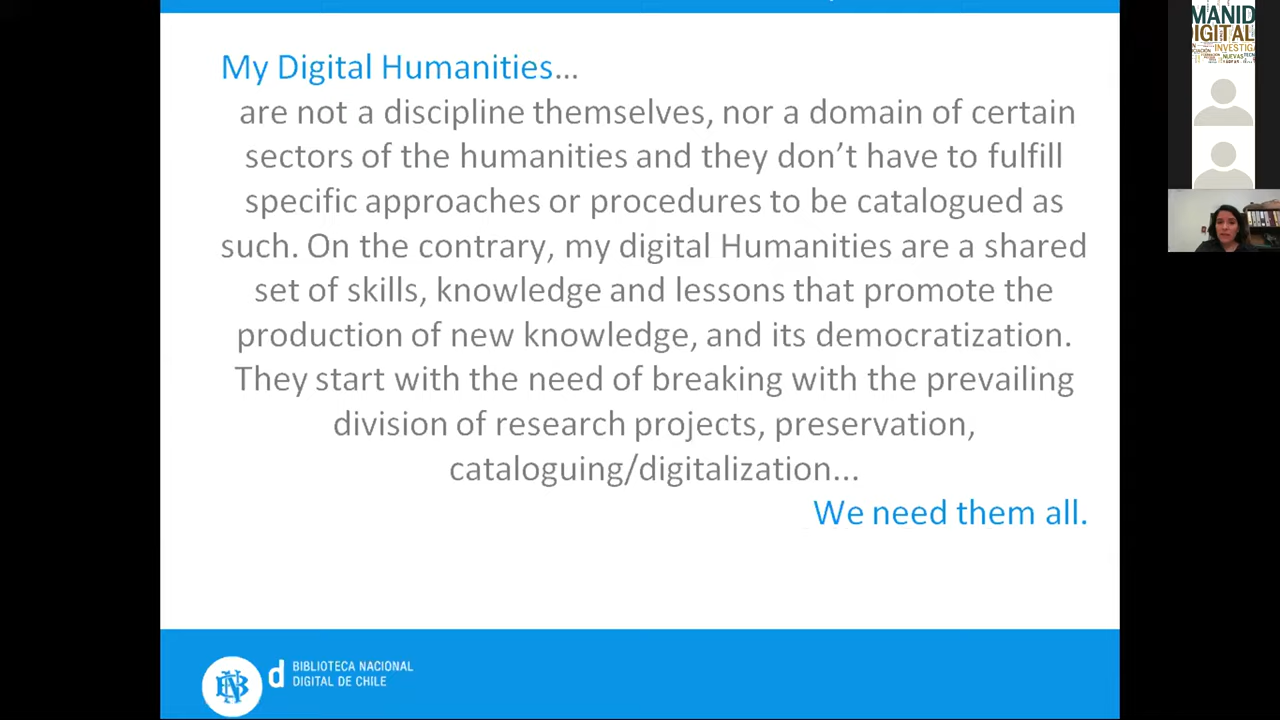 My Digital Humanities...
are not a discipline themselves, nor a domain of certain
sectors of the humanities and they don't have to fulfill
specific approaches or procedures to be catalogued as
such. On the contrary, my digital Humanities are a shared
set of skills, knowledge and lessons that promote the
production of new knowledge, and its democratization.
They start with the need of breaking with the prevailing
division of research projects, preservation,
cataloguing/digitalization...
We need them all.
d BIBLIOTECA NACIONAL
DIGITAL DE CHILE
MANID
DIGITAL
INVESTIGA
NUEVAS